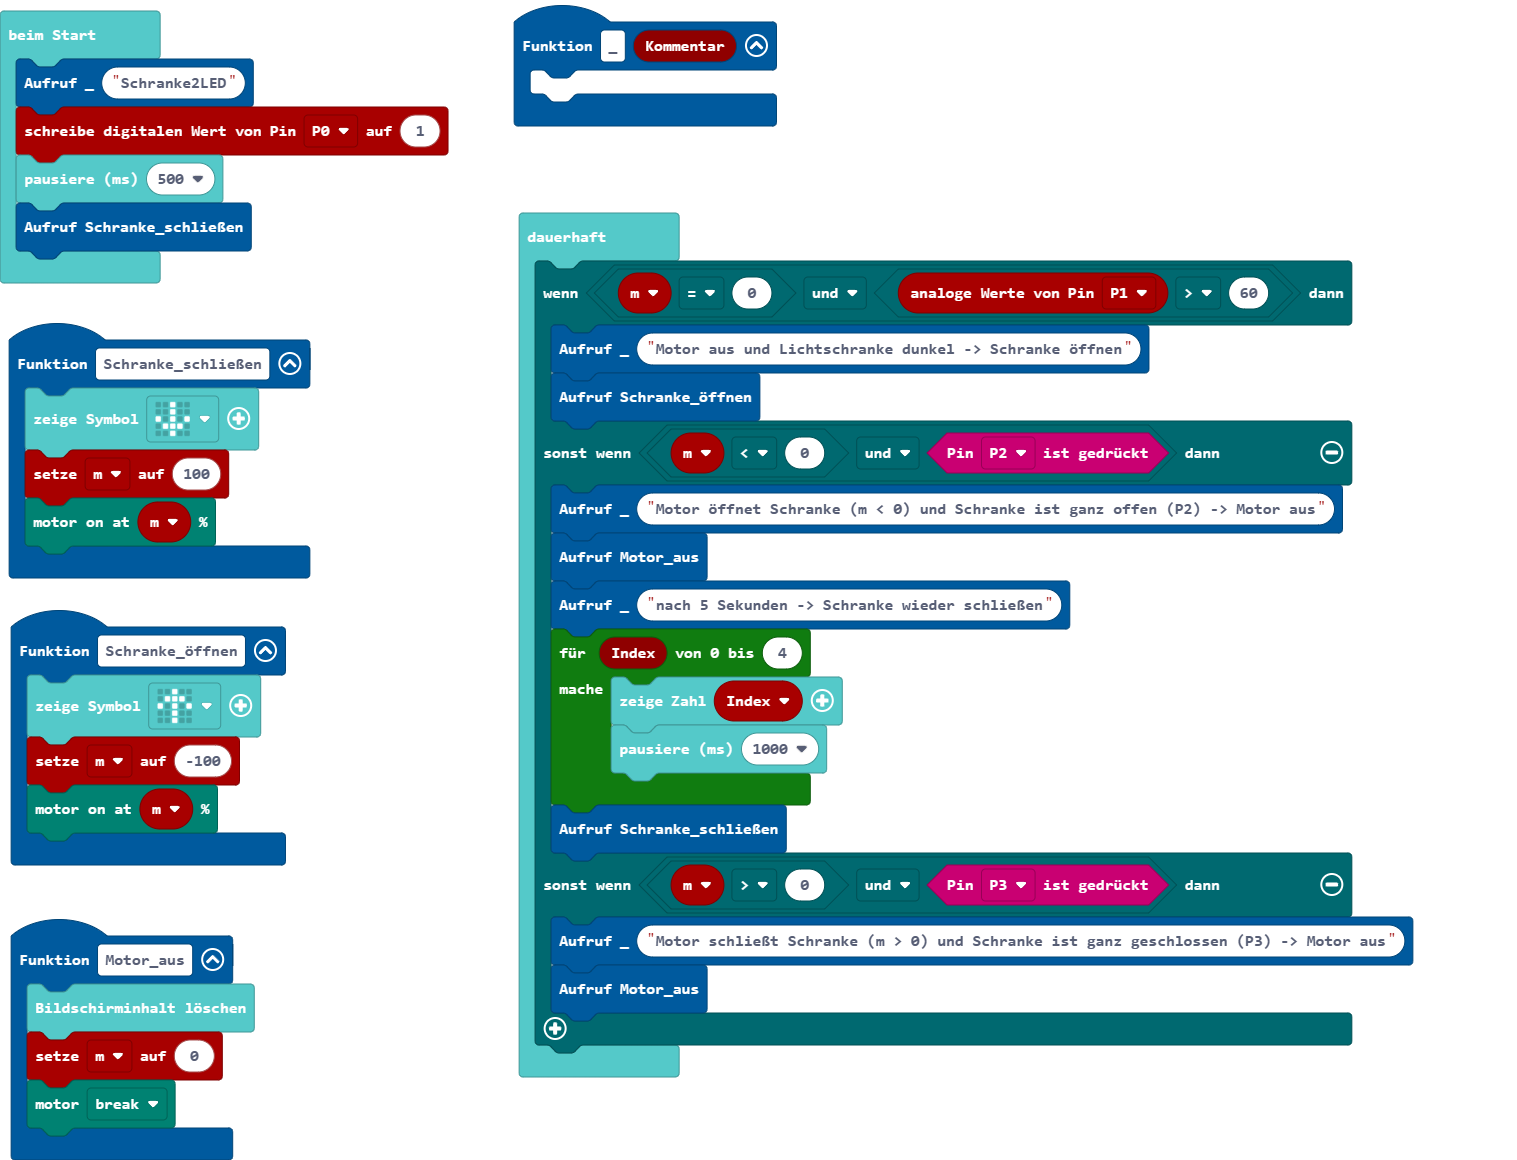 beim Start
Aufruf _ "Schranke2LED"
schreibe digitalen Wert von Pin P0 auf 1
pausiere (ms) 500
Aufruf Schranke_schließen
Funktion Schranke_schließen
zeige Symbol
setze m auf 100
motor on at m %
Funktion Schranke_öffnen
zeige Symbol
setze m auf -100
motor on at m %
Funktion Motor_aus
Bildschirminhalt löschen
setze m auf 0
motor break
Funktion _ Kommentar
dauerhaft
wenn m = 0 und analoge Werte von Pin P1 > 60 dann
Aufruf _ "Motor aus und Lichtschranke dunkel -> Schranke öffnen"
Aufruf Schranke_öffnen
sonst wenn m < 0 und Pin P2 ist gedrückt dann
Aufruf _ "Motor öffnet Schranke (m < 0) und Schranke ist ganz offen (P2) -> Motor aus"
Aufruf Motor_aus
Aufruf _ "nach 5 Sekunden -> Schranke wieder schließen"
für Index von 0 bis 4
mache
zeige Zahl Index
pausiere (ms) 1000
Aufruf Schranke_schließen
sonst wenn m > 0 und Pin P3 ist gedrückt dann
Aufruf _ "Motor schließt Schranke (m > 0) und Schranke ist ganz geschlossen (P3) -> Motor aus"
Aufruf Motor_aus